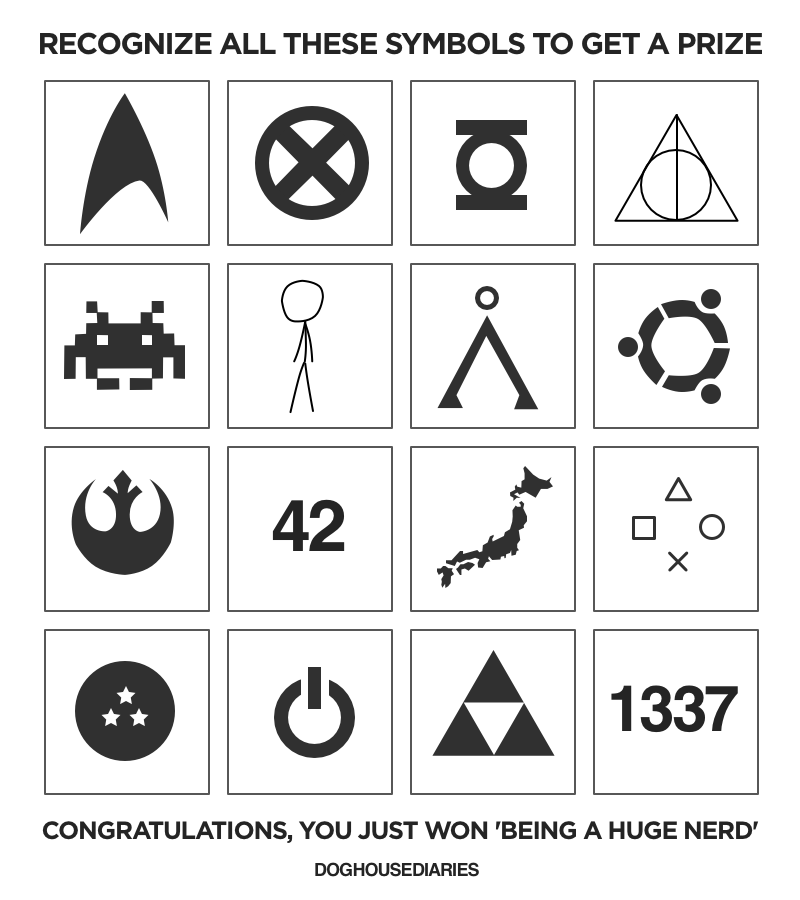 RECOGNIZE ALL THESE SYMBOLS TO GET A PRIZE
42
1337
CONGRATULATIONS, YOU JUST WON 'BEING A HUGE NERD'
DOGHOUSEDIARIES